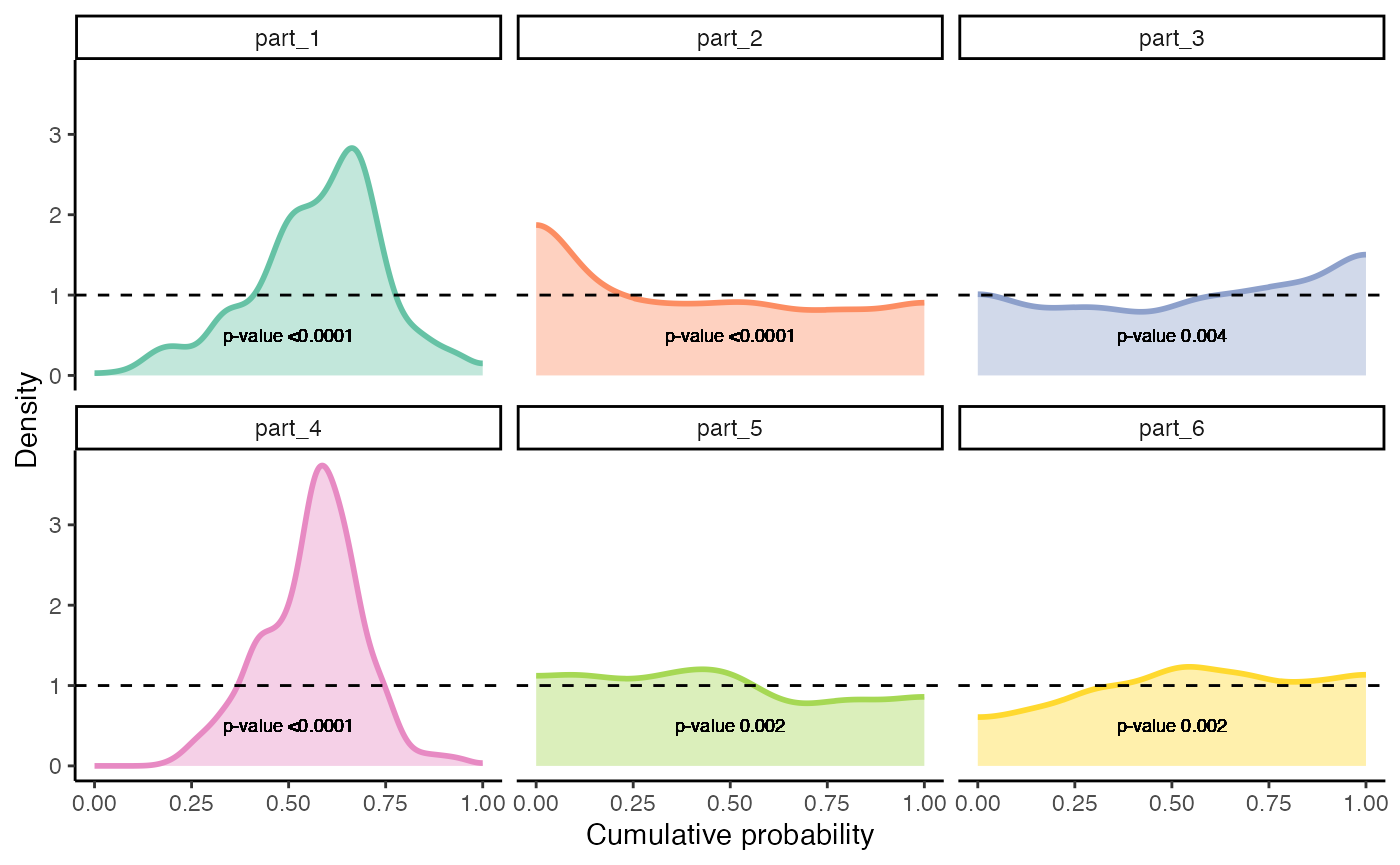 part_1 part_2 part_3
3
2
1
0
p-value <0.0001 p-value <0.0001 p-value 0.004
part_4 part_5 part_6
3
2
1
0
p-value <0.0001 p-value 0.002 p-value 0.002
0.00 0.25 0.50 0.75 1.00 0.00 0.25 0.50 0.75 1.00 0.00 0.25 0.50 0.75 1.00
Cumulative probability
Density